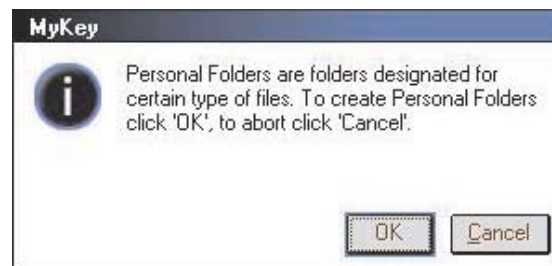 MyKey
Personal Folders are folders designated for
certain type of files. To create Personal Folders
click 'OK', to abort click 'Cancel'.
OK
Cancel